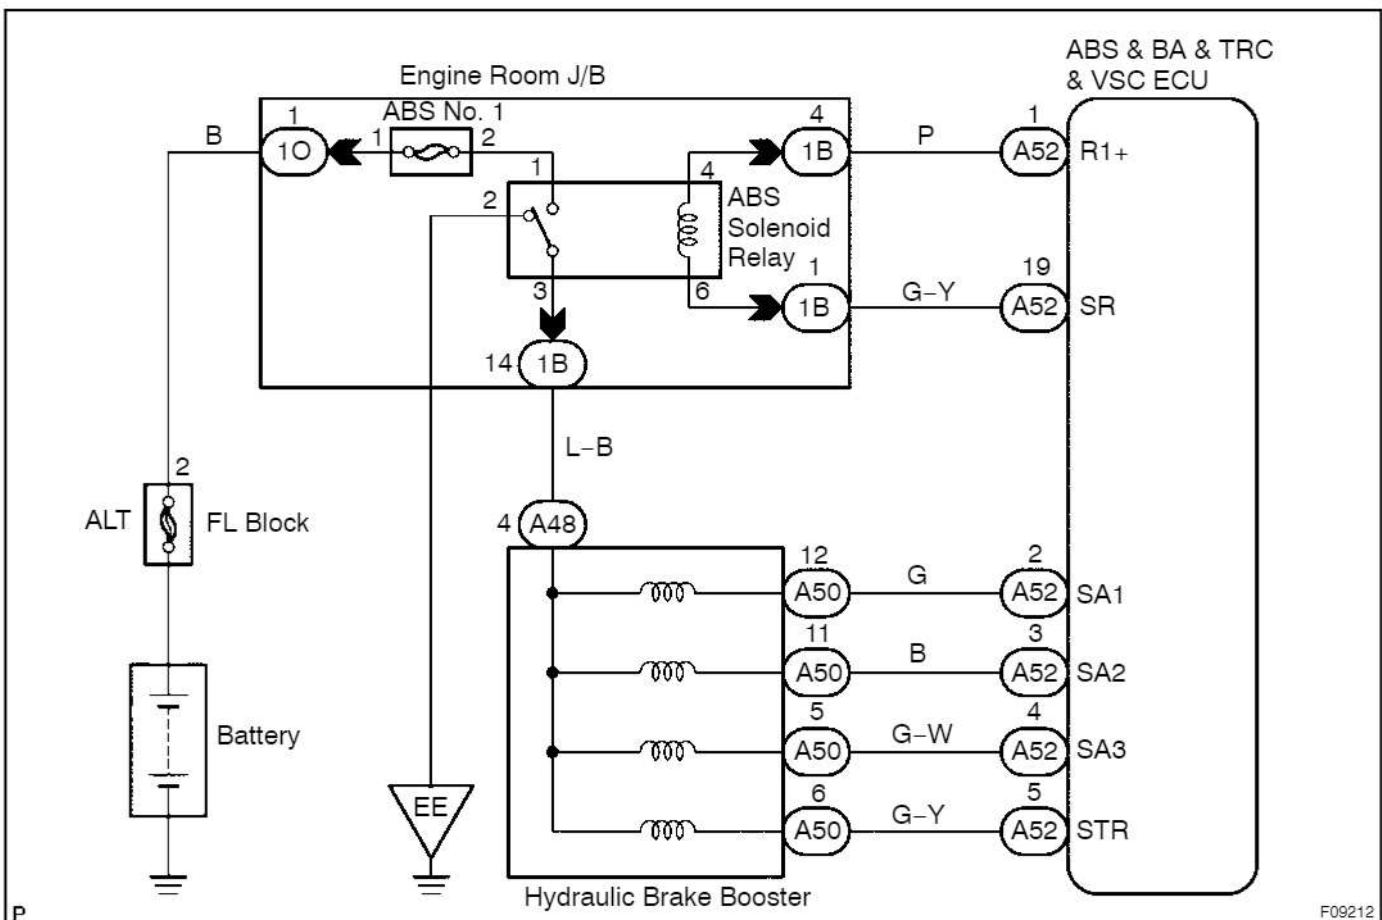 ABS & BA & TRC
& VSC ECU
Engine Room J/B
ABS No. 1
B
1
1O
1
2
4
1B
P
1
A52
R1+
1
2
4
ABS
Solenoid
Relay
3
6
1
1B
G-Y
19
A52
SR
14
1B
L-B
2
ALT
FL Block
4
A48
12
A50
G
2
A52
SA1
11
A50
B
3
A52
SA2
5
A50
G-W
4
A52
SA3
6
A50
G-Y
5
A52
STR
Battery
EE
Hydraulic Brake Booster
P
F09212